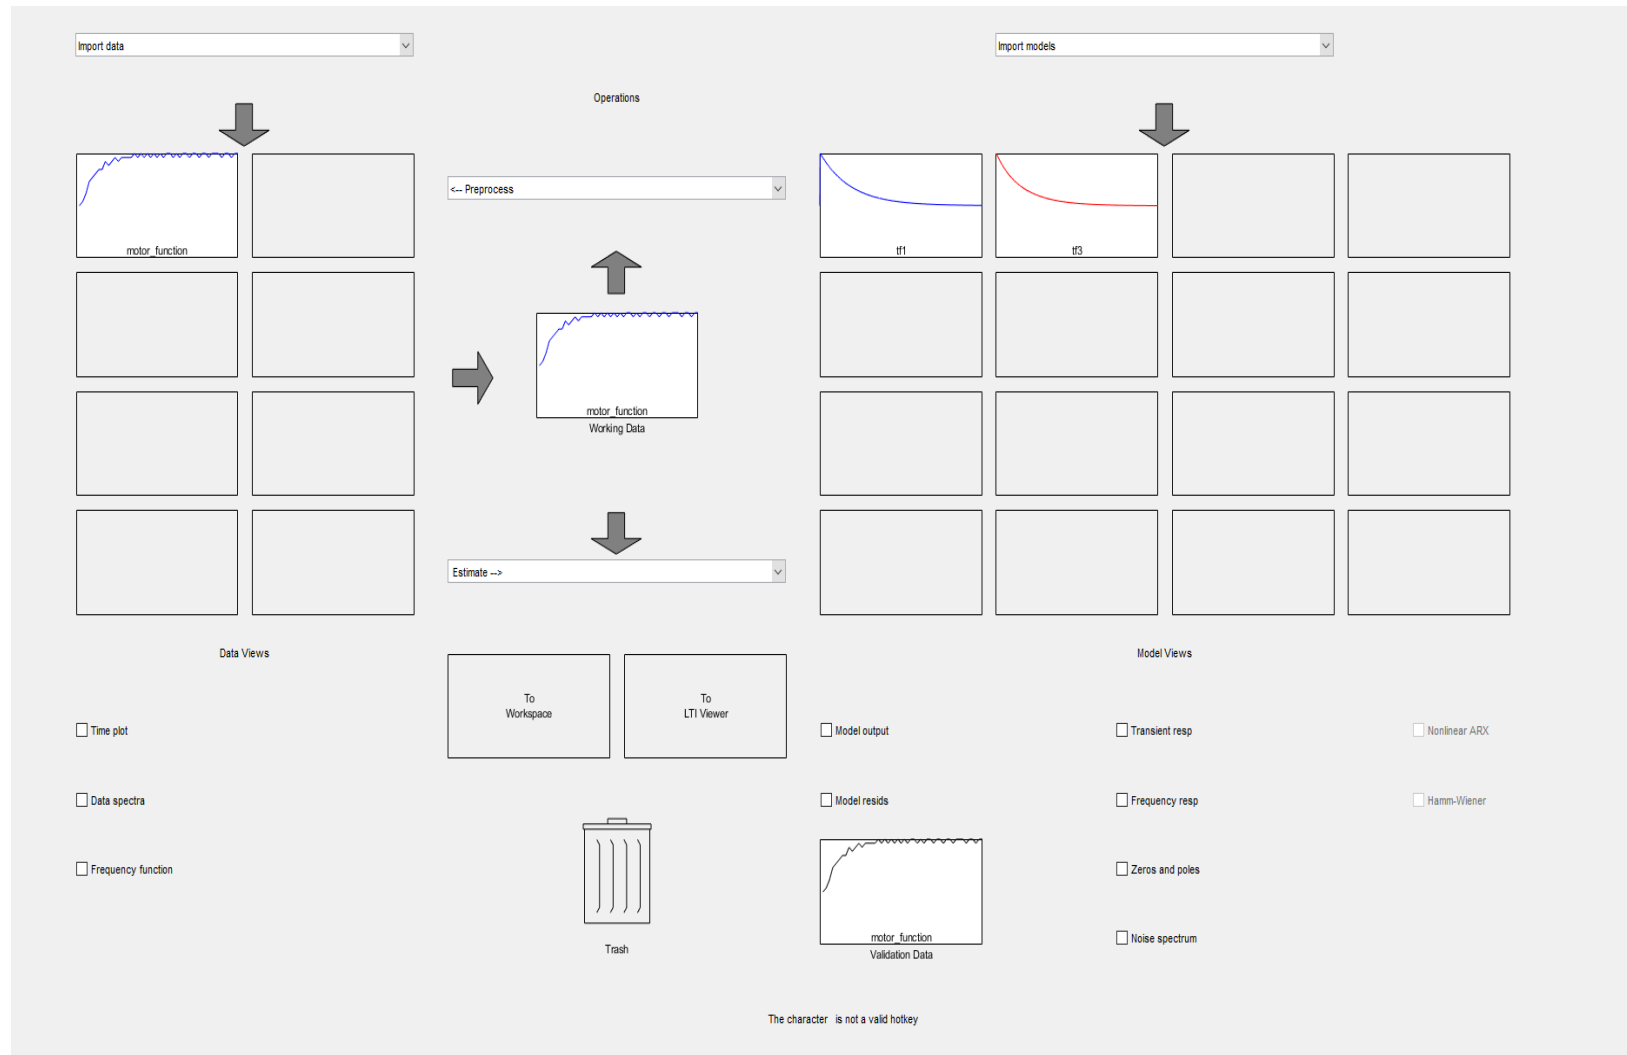 Import data
Import models
Operations
<-- Preprocess
motor_function
tf1
tf3
motor_function
Working Data
Estimate -->
Data Views
Model Views
To
Workspace
To
LTI Viewer
Time plot
Model output
Transient resp
Nonlinear ARX
Data spectra
Model resids
Frequency resp
Hamm-Wiener
Frequency function
Zeros and poles
motor_function
Noise spectrum
Trash
Validation Data
The character is not a valid hotkey